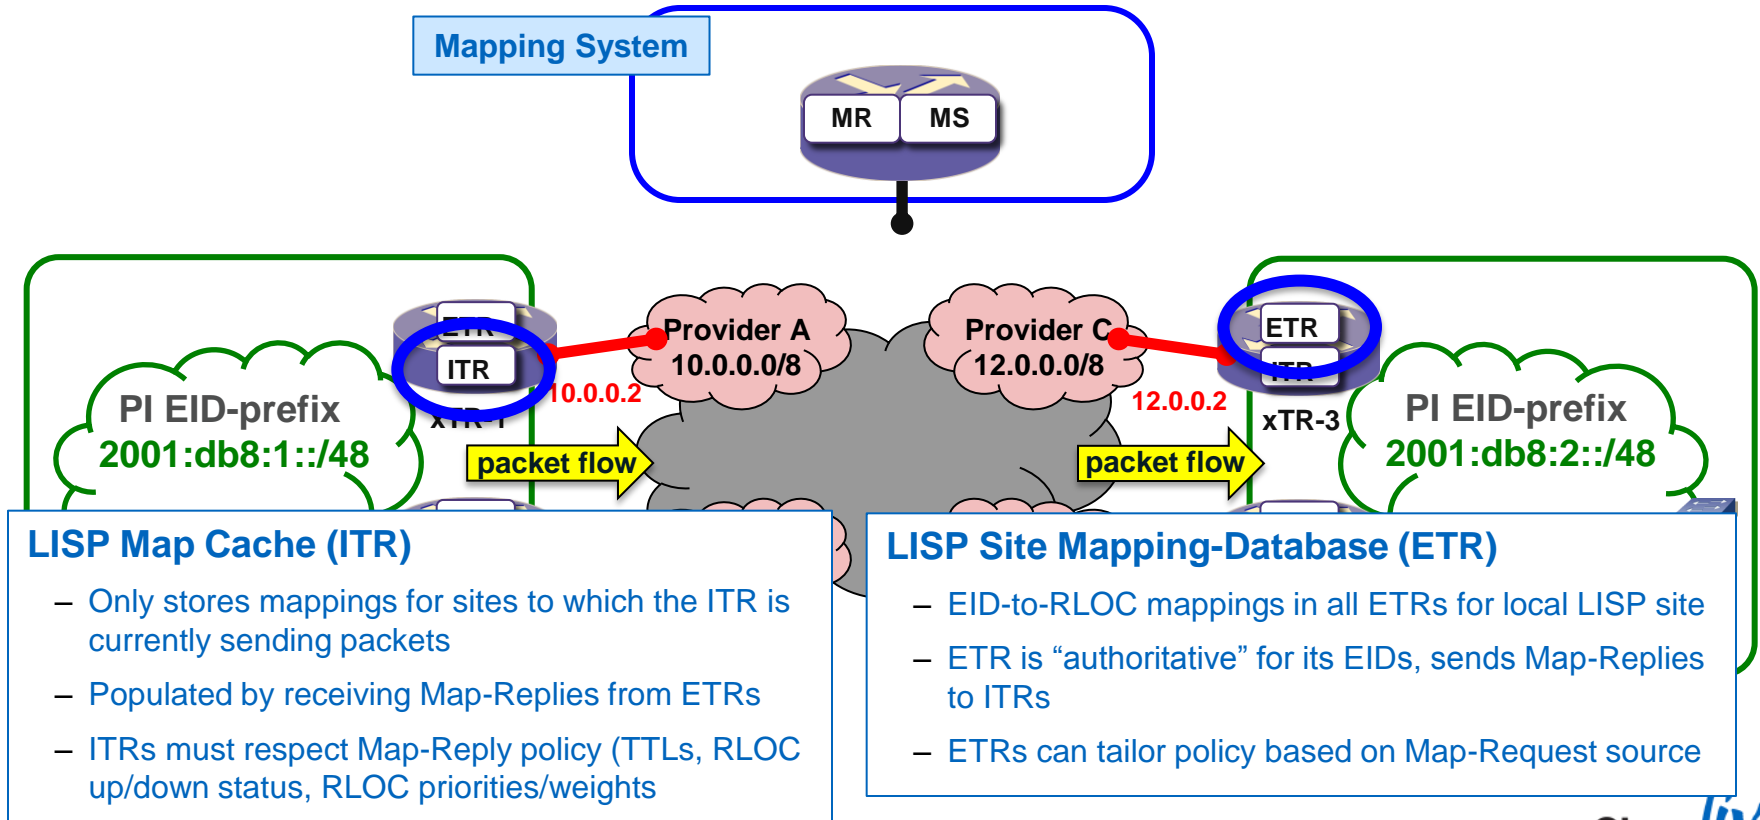 Mapping System
MR MS
ETR
ITR
xTR-1
10.0.0.2
Provider A
10.0.0.0/8
Provider C
12.0.0.0/8
12.0.0.2
ETR
ITR
xTR-3
PI EID-prefix
2001:db8:1::/48
PI EID-prefix
2001:db8:2::/48
packet flow
packet flow
LISP Map Cache (ITR)
– Only stores mappings for sites to which the ITR is
currently sending packets
– Populated by receiving Map-Replies from ETRs
– ITRs must respect Map-Reply policy (TTLs, RLOC
up/down status, RLOC priorities/weights
LISP Site Mapping-Database (ETR)
– EID-to-RLOC mappings in all ETRs for local LISP site
– ETR is “authoritative” for its EIDs, sends Map-Replies
to ITRs
– ETRs can tailor policy based on Map-Request source